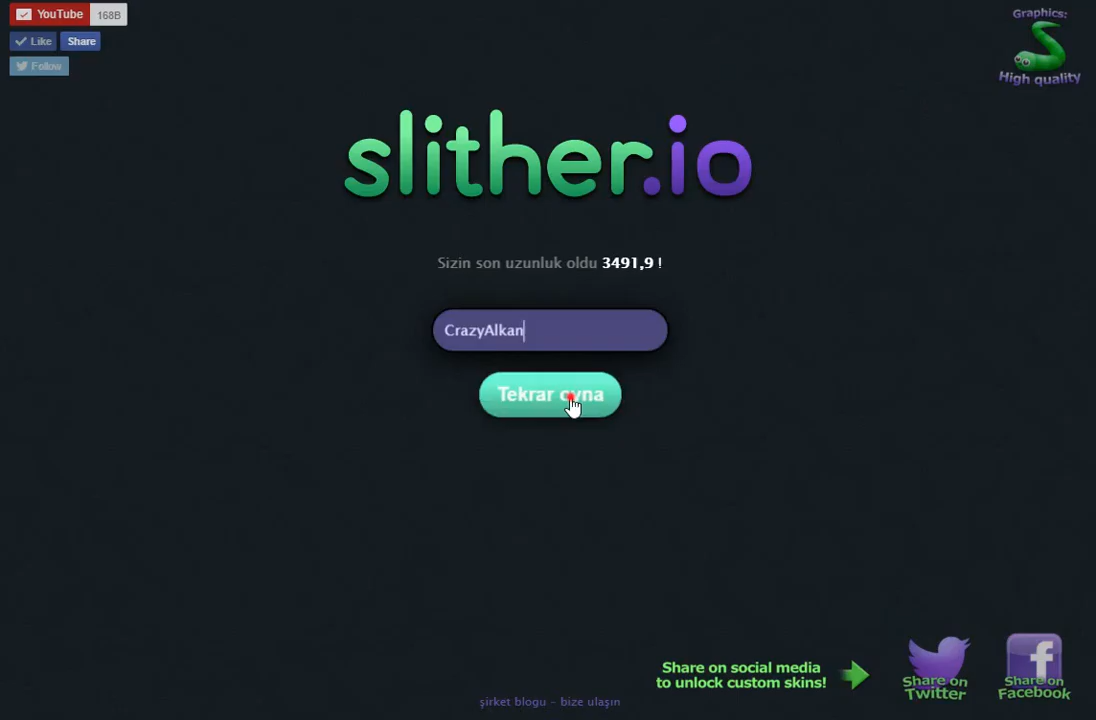 YouTube 168B
Like Share
Follow
Graphics:
High quality
slither.io
Sizin son uzunluk oldu 3491,9 !
CrazyAlkan
Tekrar oyna
Share on social media
to unlock custom skins!
Share on
Twitter
Share on
Facebook
şirket blogu - bize ulaşın